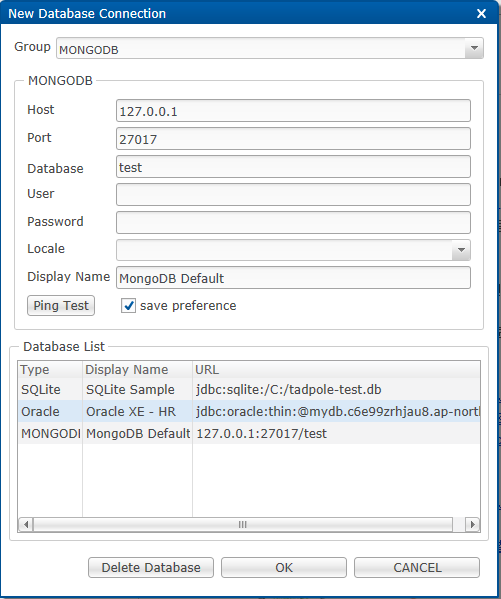 New Database Connection X
Group MONGODB
MONGODB
Host 127.0.0.1
Port 27017
Database test
User
Password
Locale
Display Name MongoDB Default
Ping Test save preference
Database List
Type Display Name URL
SQLite SQLite Sample jdbc:sqlite:/C:/tadpole-test.db
Oracle Oracle XE - HR jdbc:oracle:thin:@mydb.c6e99zrhjau8.ap-nort
MONGODI MongoDB Default 127.0.0.1:27017/test
Delete Database OK CANCEL